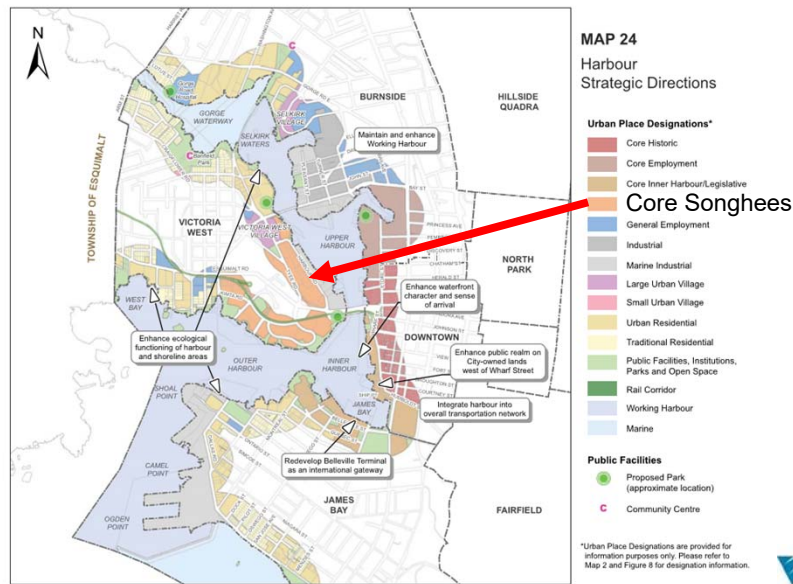 MAP 24
Harbour
Strategic Directions
Urban Place Designations*
Core Historic
Core Employment
Core Inner Harbour/Legislative
Core Songhees
General Employment
Industrial
Marine Industrial
Large Urban Village
Small Urban Village
Urban Residential
Traditional Residential
Public Facilities, Institutions,
Parks and Open Space
Rail Corridor
Working Harbour
Marine
Public Facilities
Proposed Park
(approximate location)
C Community Centre
*Urban Place Designations are provided for
information purposes only. Please refer to
Map 2 and Figure 8 for designation information.
N
C
BURNSIDE
HILLSIDE
QUADRA
GORGE
WATERWAY
SELKIRK
VILLAGE
SELKIRK
WATERS
Maintain and enhance
Working Harbour
C
Banfield
Park
TOWNSHIP OF ESQUIMALT
VICTORIA
WEST
VICTORIA WEST
VILLAGE
UPPER
HARBOUR
NORTH
PARK
WEST
BAY
Enhance waterfront
character and sense
of arrival
Enhance ecological
functioning of harbour
and shoreline areas
DOWNTOWN
OUTER
HARBOUR
INNER
HARBOUR
Enhance public realm on
City-owned lands
west of Wharf Street
SHOAL
POINT
JAMES
BAY
Integrate harbour into
overall transportation network
Redevelop Belleville Terminal
as an international gateway
CAMEL
POINT
JAMES
BAY
OGDEN
POINT
FAIRFIELD